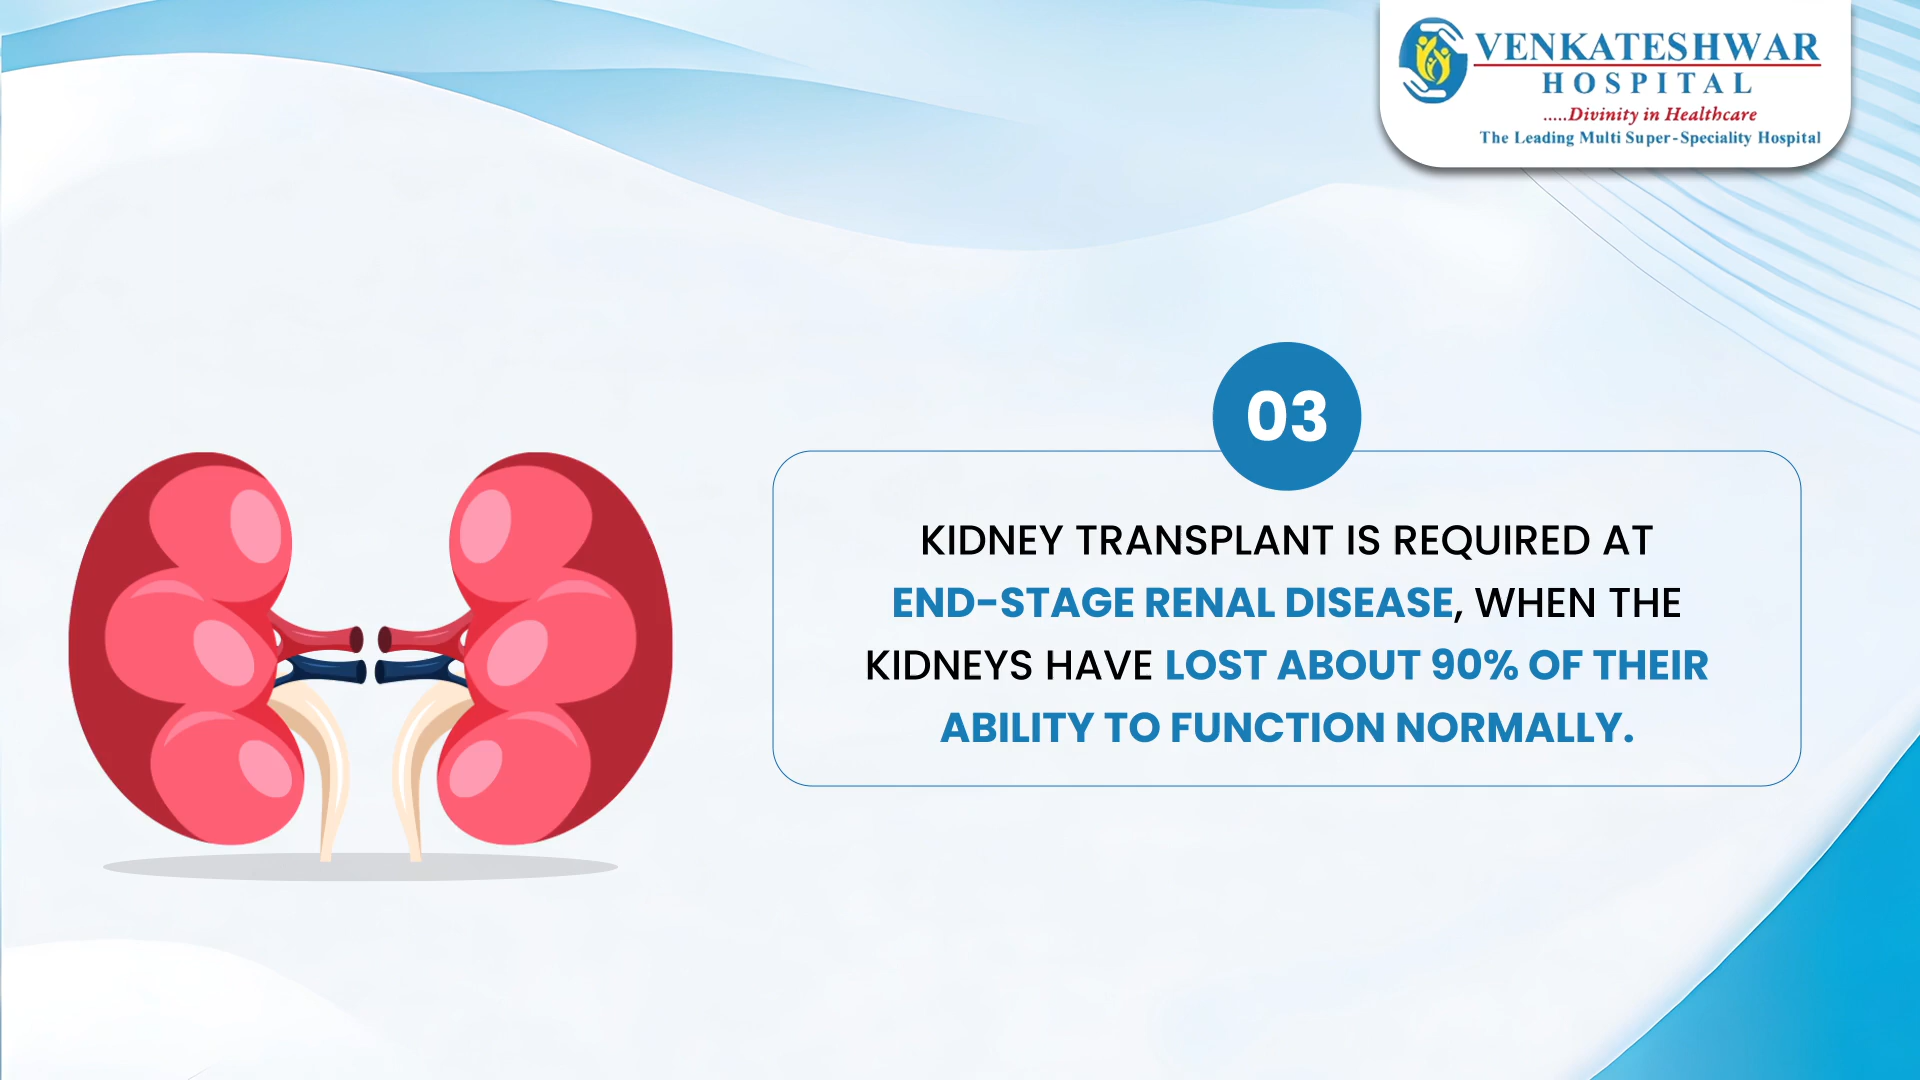 VENKATESHWAR
HOSPITAL
.....Divinity in Healthcare
The Leading Multi Super-Speciality Hospital
03
KIDNEY TRANSPLANT IS REQUIRED AT
END-STAGE RENAL DISEASE, WHEN THE
KIDNEYS HAVE LOST ABOUT 90% OF THEIR
ABILITY TO FUNCTION NORMALLY.